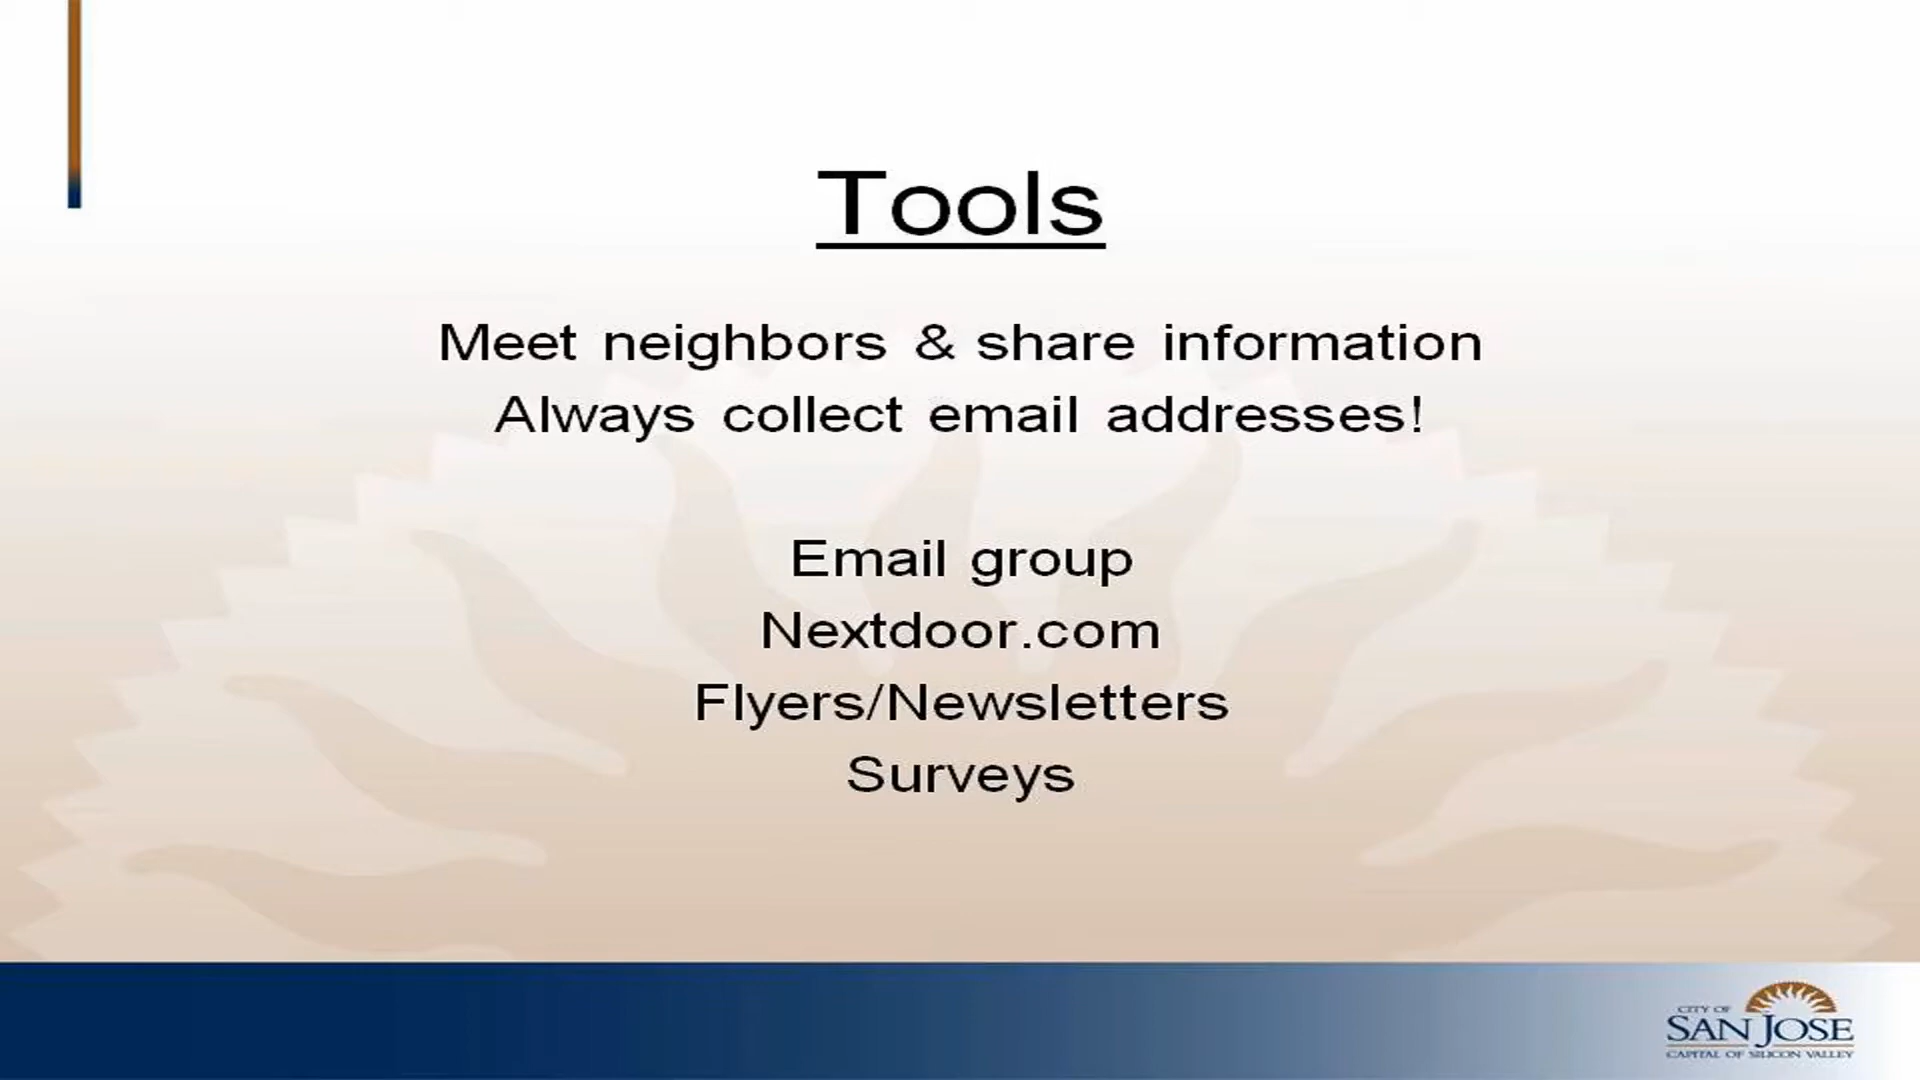 Tools
Meet neighbors & share information
Always collect email addresses!
Email group
Nextdoor.com
Flyers/Newsletters
Surveys
CITY OF
SAN JOSE
CAPITAL OF SILICON VALLEY